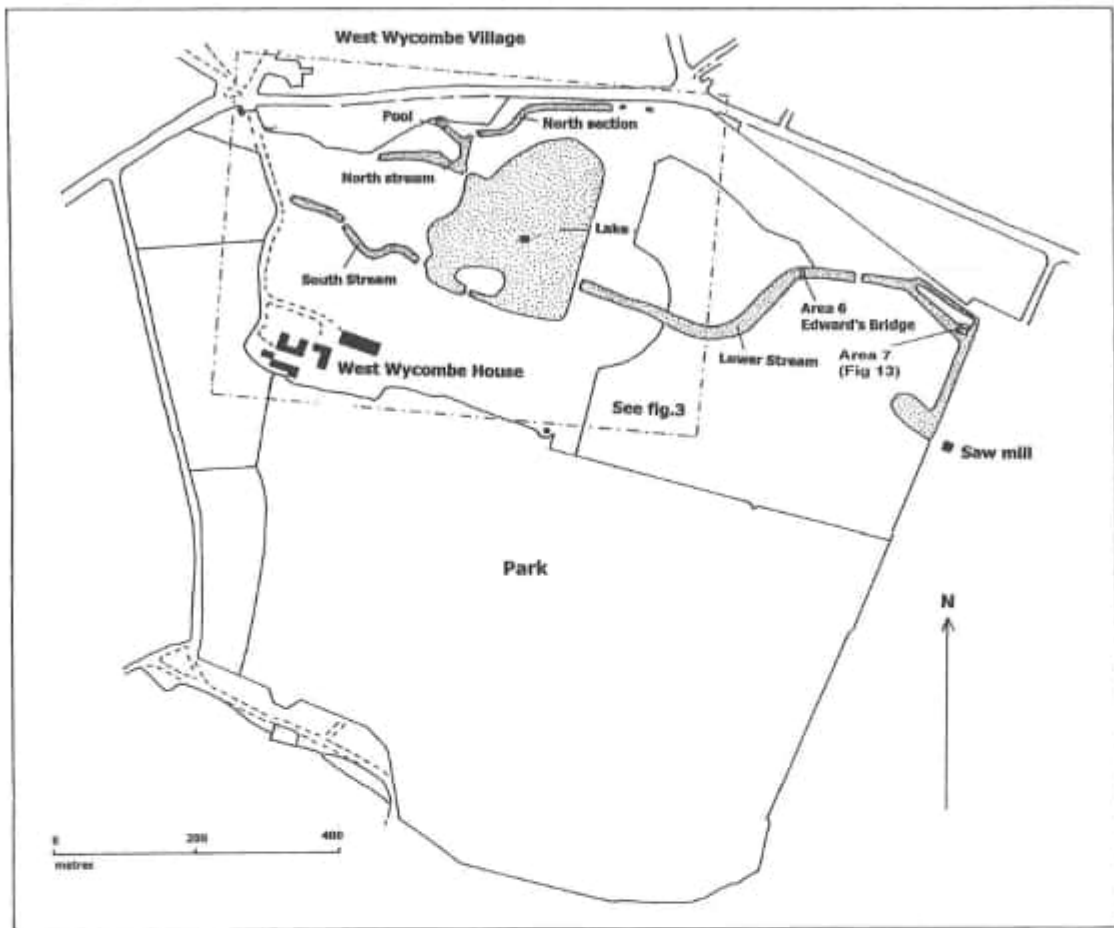 West Wycombe Village
Pool
North section
North stream
Lake
South Stream
Area 6
Edward's Bridge
Lower Stream
Area 7
(Fig 13)
West Wycombe House
See fig.3
Saw mill
Park
N
0 200 400
metres